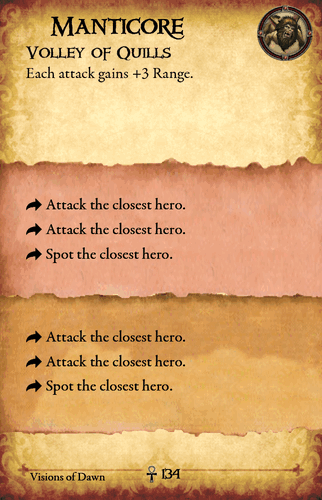 Manticore
Volley of Quills
Each attack gains +3 Range.
Attack the closest hero.
Attack the closest hero.
Spot the closest hero.
Attack the closest hero.
Attack the closest hero.
Spot the closest hero.
Visions of Dawn
134